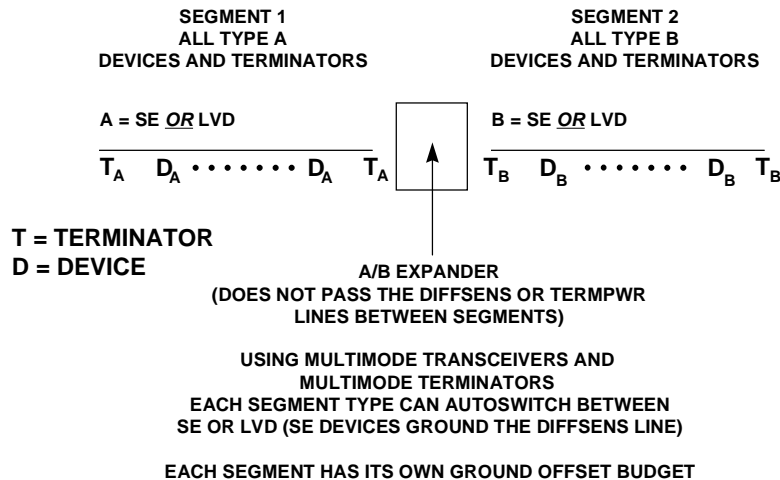 SEGMENT 1
ALL TYPE A
DEVICES AND TERMINATORS
SEGMENT 2
ALL TYPE B
DEVICES AND TERMINATORS
A = SE OR LVD
B = SE OR LVD
TA DA ······· DA TA
TB DB ······· DB TB
T = TERMINATOR
D = DEVICE
A/B EXPANDER
(DOES NOT PASS THE DIFFSENS OR TERMPWR
LINES BETWEEN SEGMENTS)
USING MULTIMODE TRANSCEIVERS AND
MULTIMODE TERMINATORS
EACH SEGMENT TYPE CAN AUTOSWITCH BETWEEN
SE OR LVD (SE DEVICES GROUND THE DIFFSENS LINE)
EACH SEGMENT HAS ITS OWN GROUND OFFSET BUDGET